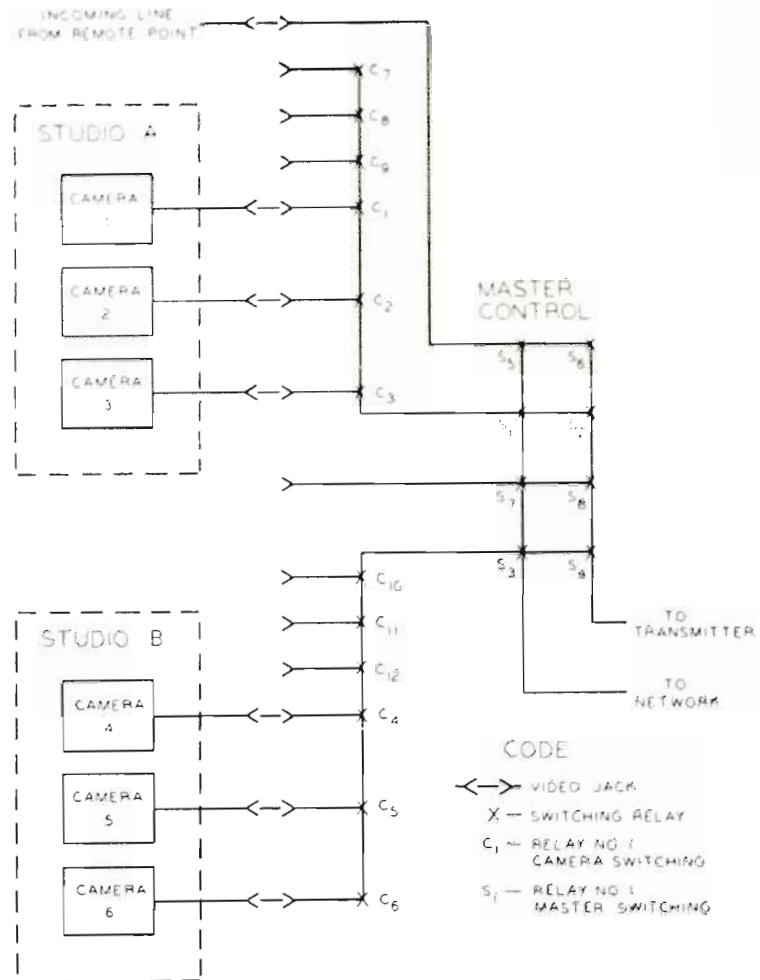 INCOMING LINE
FROM REMOTE POINT
C7
C8
C9
STUDIO A
CAMERA
1
C1
CAMERA
2
C2
CAMERA
3
C3
MASTER
CONTROL
S5
S6
S7
S8
S3
C10
C11
C12
STUDIO B
CAMERA
4
C4
CAMERA
5
C5
CAMERA
6
C6
TO
TRANSMITTER
TO
NETWORK
CODE
VIDEO JACK
X — SWITCHING RELAY
C1 — RELAY NO 1
CAMERA SWITCHING
S1 — RELAY NO 1
MASTER SWITCHING